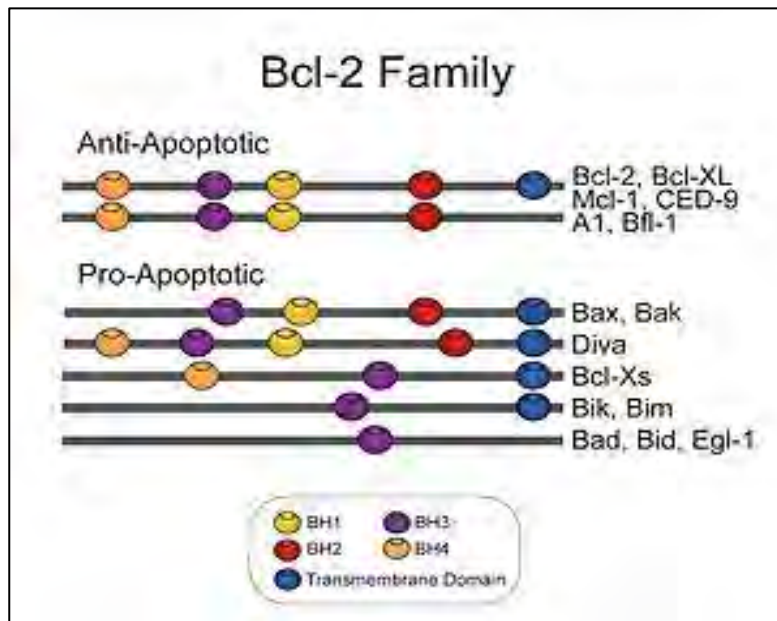 Bcl-2 Family
Anti-Apoptotic
Bcl-2, Bcl-XL
Mcl-1, CED-9
A1, Bfl-1
Pro-Apoptotic
Bax, Bak
Diva
Bcl-Xs
Bik, Bim
Bad, Bid, Egl-1
BH1 BH3
BH2 BH4
Transmembrane Domain